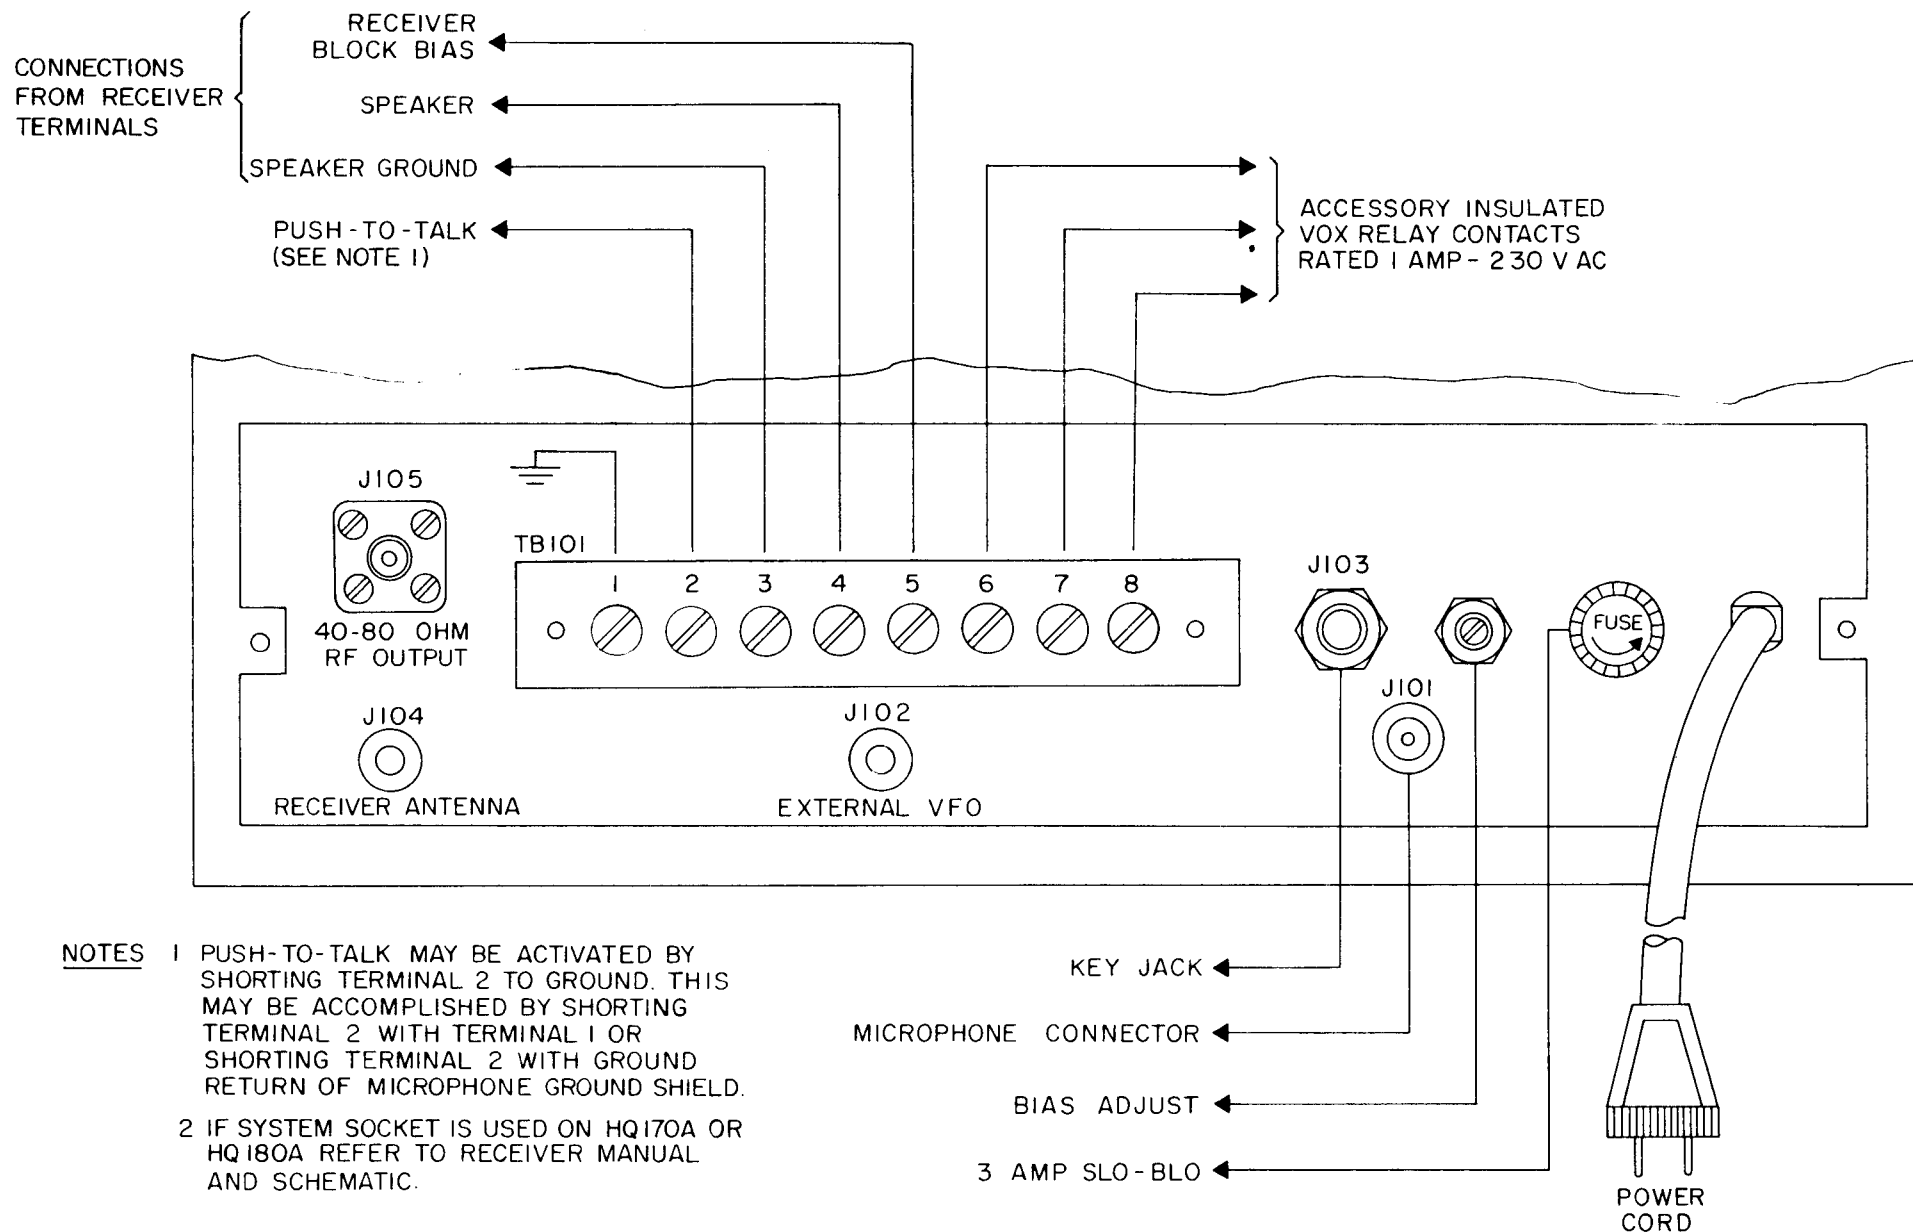 CONNECTIONS
FROM RECEIVER
TERMINALS
RECEIVER
BLOCK BIAS
SPEAKER
SPEAKER GROUND
PUSH-TO-TALK
(SEE NOTE 1)
ACCESSORY INSULATED
VOX RELAY CONTACTS
RATED 1 AMP - 230 V AC
J105
40-80 OHM
RF OUTPUT
TB101
1 2 3 4 5 6 7 8
J103
FUSE
J101
J104
RECEIVER ANTENNA
J102
EXTERNAL VFO
NOTES 1 PUSH-TO-TALK MAY BE ACTIVATED BY
SHORTING TERMINAL 2 TO GROUND. THIS
MAY BE ACCOMPLISHED BY SHORTING
TERMINAL 2 WITH TERMINAL 1 OR
SHORTING TERMINAL 2 WITH GROUND
RETURN OF MICROPHONE GROUND SHIELD.
2 IF SYSTEM SOCKET IS USED ON HQ170A OR
HQ180A REFER TO RECEIVER MANUAL
AND SCHEMATIC.
KEY JACK
MICROPHONE CONNECTOR
BIAS ADJUST
3 AMP SLO-BLO
POWER
CORD